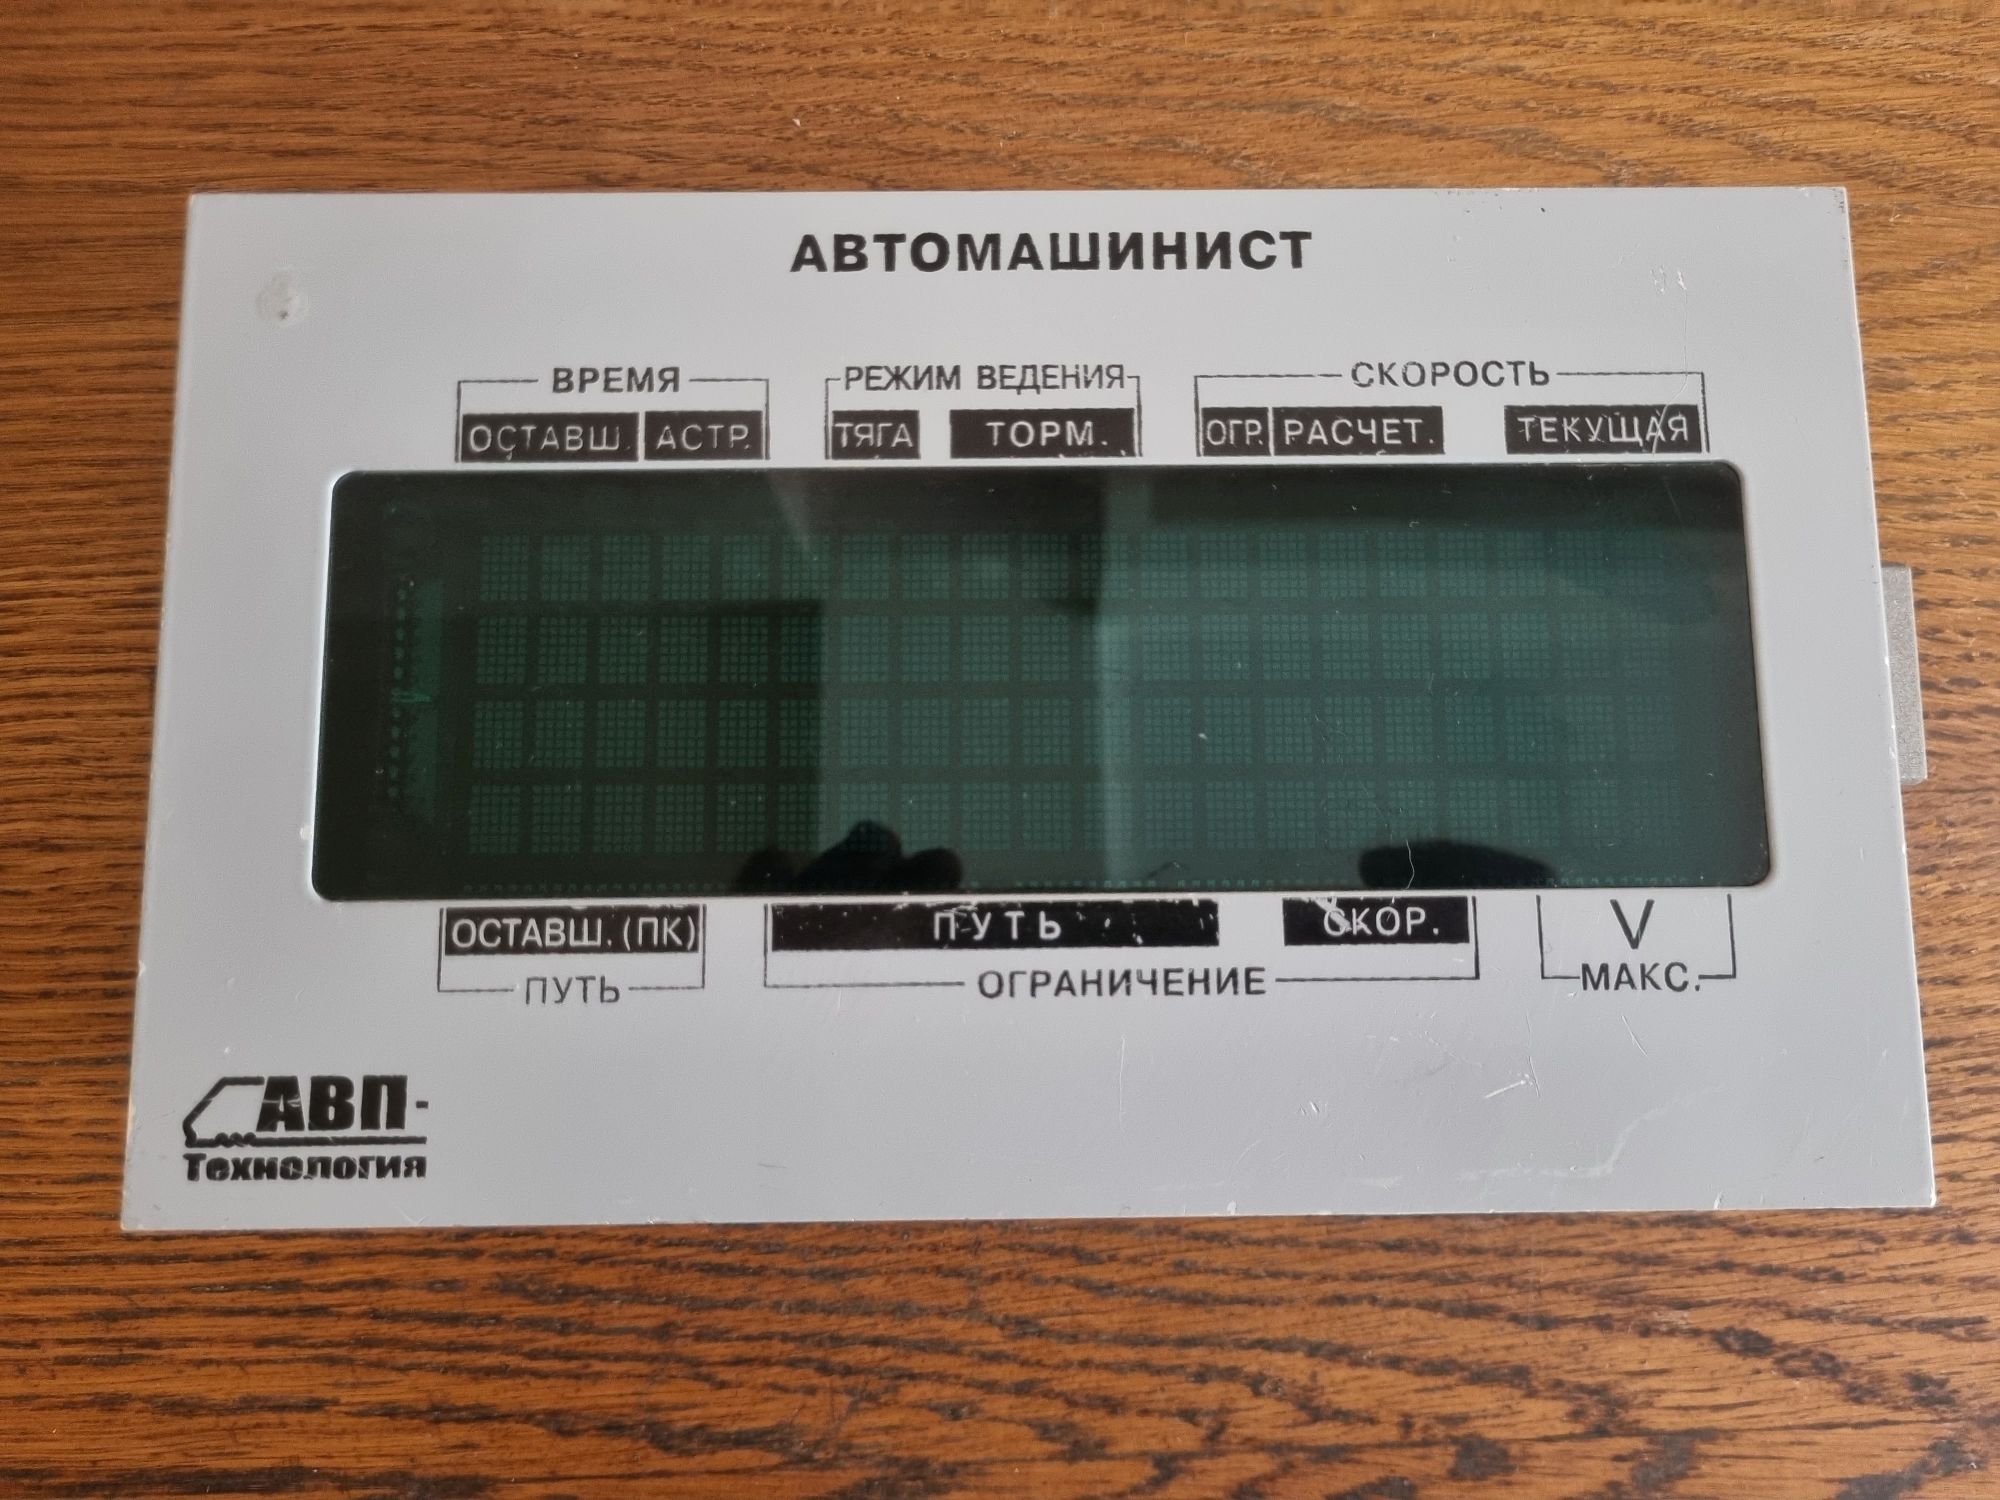 АВТОМАШИНИСТ
ВРЕМЯ РЕЖИМ ВЕДЕНИЯ СКОРОСТЬ
ОСТАВШ. АСТР. ТЯГА ТОРМ. ОГР. РАСЧЕТ. ТЕКУЩАЯ
ОСТАВШ. (ПК) ПУТЬ СКОР. V
ПУТЬ ОГРАНИЧЕНИЕ МАКС.
АВП-
Технология